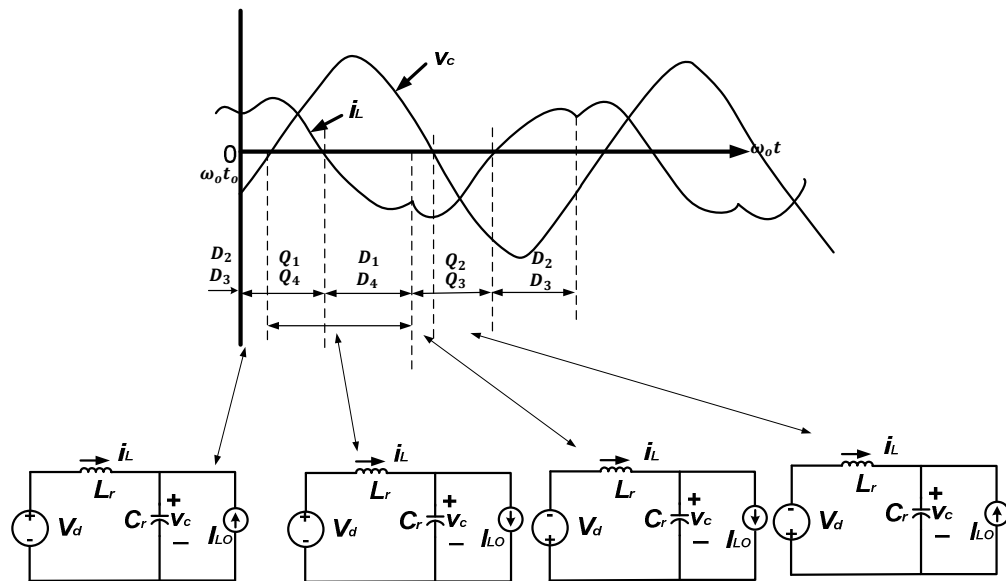 v_c
i_L
0
ω_o t
ω_o t_o
D_2 Q_1 D_1 Q_2 D_2
D_3 Q_4 D_4 Q_3 D_3
i_L i_L i_L i_L
L_r L_r L_r L_r
+ + + +
+ + - -
V_d C_r v_c I_LO V_d C_r v_c I_LO V_d C_r v_c I_LO V_d C_r v_c I_LO
- - + +
− − − −